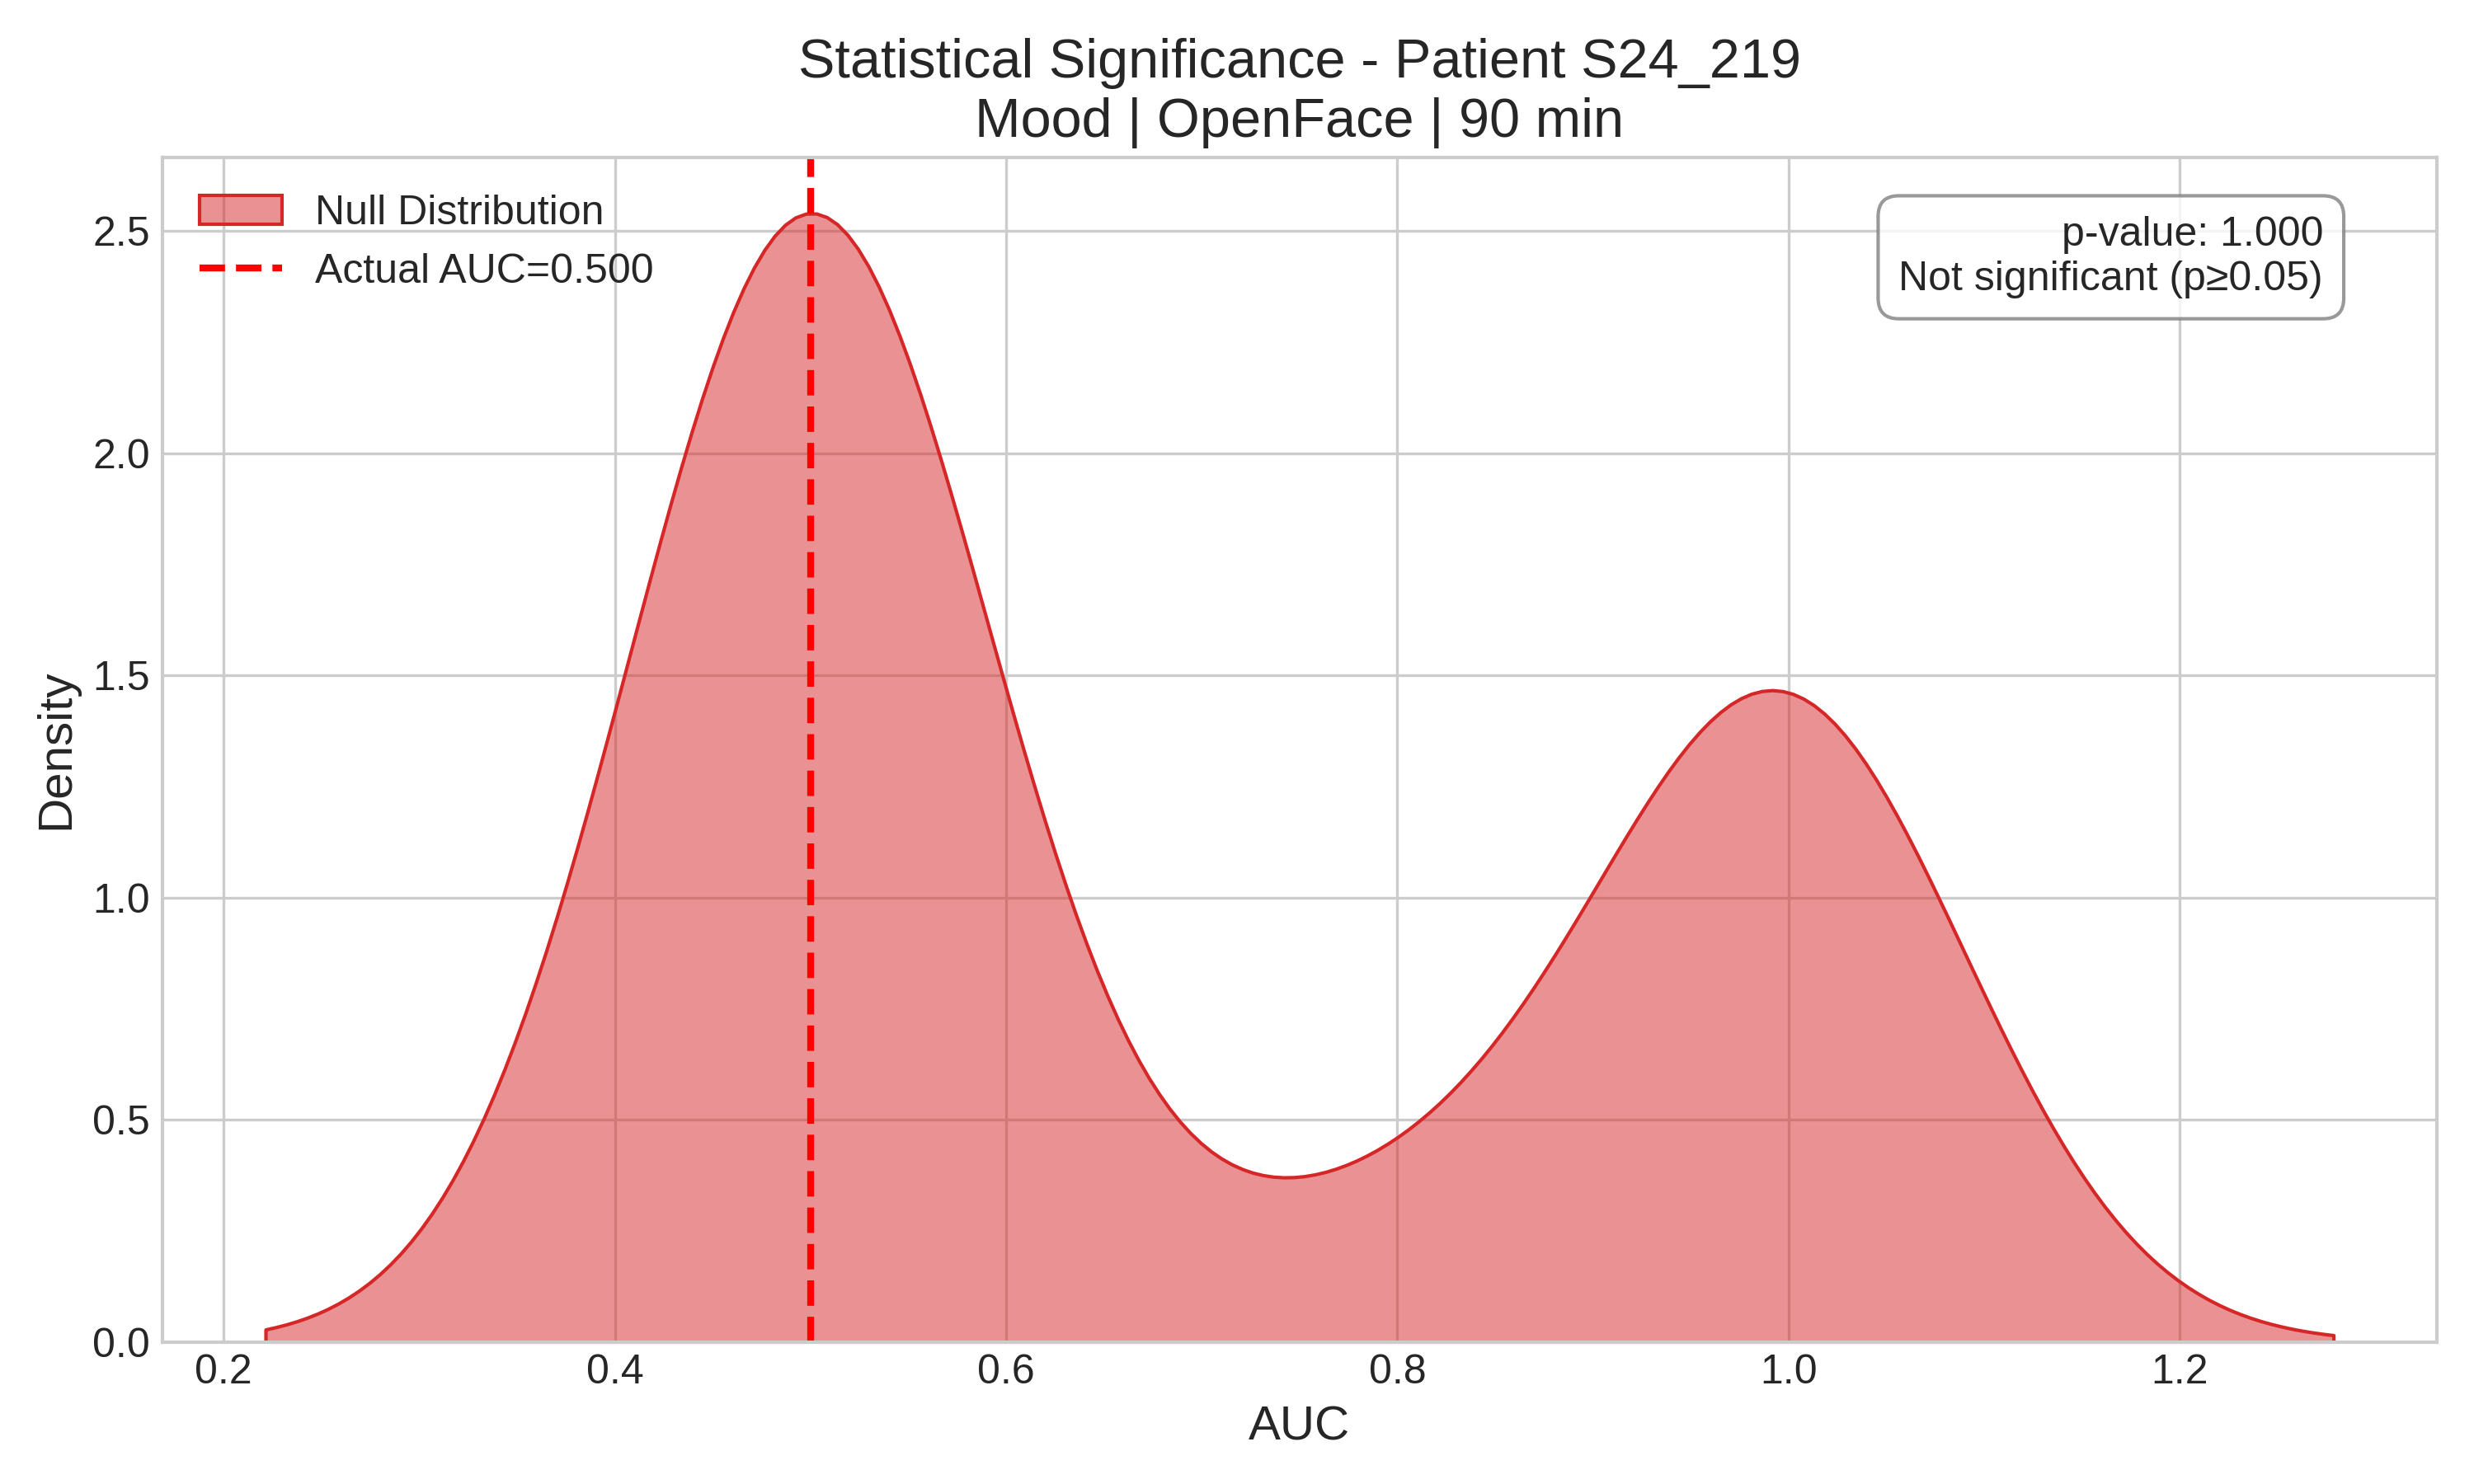 Statistical Significance - Patient S24_219
Mood | OpenFace | 90 min
Null Distribution
Actual AUC=0.500
p-value: 1.000
Not significant (p≥0.05)
Density
2.5
2.0
1.5
1.0
0.5
0.0
0.2 0.4 0.6 0.8 1.0 1.2
AUC